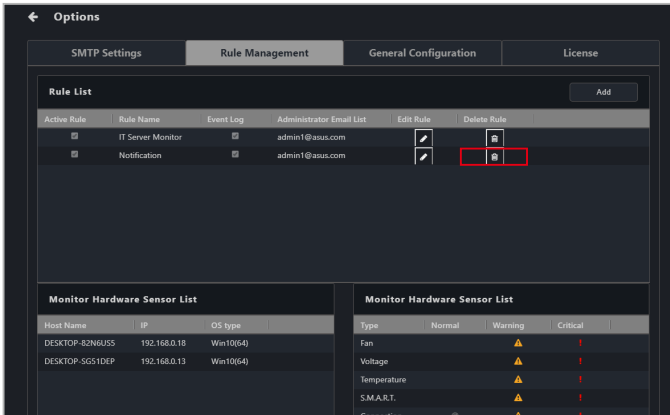 Options
SMTP Settings Rule Management General Configuration License
Rule List Add
Active Rule Rule Name Event Log Administrator Email List Edit Rule Delete Rule
IT Server Monitor admin1@asus.com
Notification admin1@asus.com
Monitor Hardware Sensor List
Host Name IP OS type
DESKTOP-82N6US5 192.168.0.18 Win10(64)
DESKTOP-SGS1DEP 192.168.0.13 Win10(64)
Monitor Hardware Sensor List
Type Normal Warning Critical
Fan
Voltage
Temperature
S.M.A.R.T.